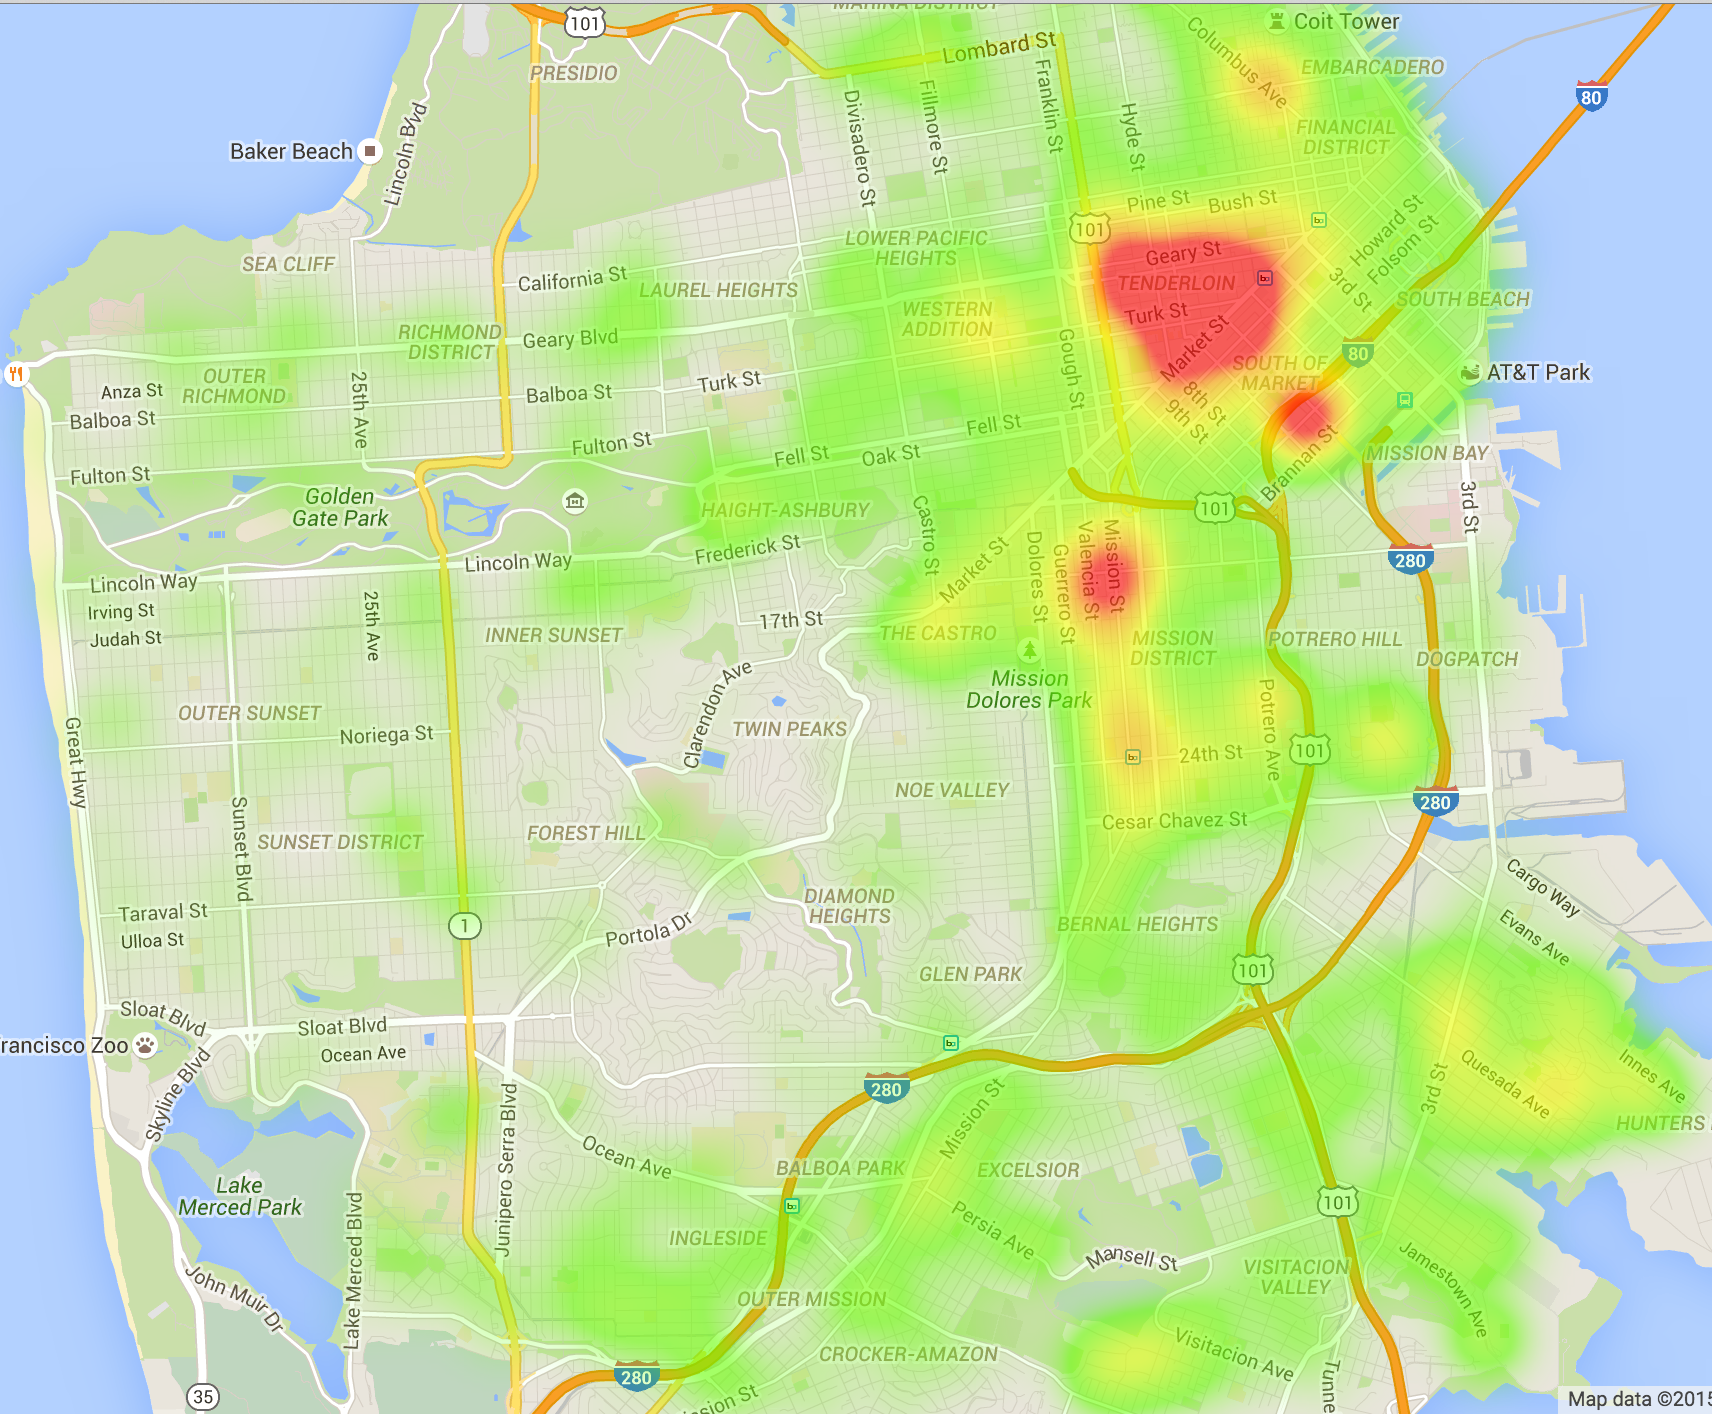 MARINA DISTRICT
101
Coit Tower
Columbus Ave
Lombard St
PRESIDIO
EMBARCADERO
80
Franklin St
Fillmore St
Divisadero St
Hyde St
Lincoln Blvd
FINANCIAL
DISTRICT
Baker Beach
Pine St
Bush St
101
Howard St
Folsom St
LOWER PACIFIC
HEIGHTS
Geary St
SEA CLIFF
California St
LAUREL HEIGHTS
TENDERLOIN
3rd St
SOUTH BEACH
WESTERN
ADDITION
Turk St
Market St
RICHMOND
DISTRICT
Geary Blvd
Gough St
80
SOUTH OF
MARKET
AT&T Park
OUTER
RICHMOND
Anza St
25th Ave
Balboa St
Turk St
8th St
9th St
Balboa St
Fell St
Fulton St
Fell St
Oak St
Brannan St
MISSION BAY
Fulton St
Golden
Gate Park
HAIGHT-ASHBURY
101
3rd St
Castro St
Market St
Dolores St
Guerrero St
Valencia St
Mission St
Frederick St
Lincoln Way
280
Lincoln Way
Irving St
Judah St
25th Ave
INNER SUNSET
17th St
THE CASTRO
MISSION
DISTRICT
POTRERO HILL
DOGPATCH
Mission
Dolores Park
Clarendon Ave
Potrero Ave
OUTER SUNSET
Noriega St
TWIN PEAKS
Great Hwy
24th St
101
NOE VALLEY
280
Sunset Blvd
SUNSET DISTRICT
FOREST HILL
Cesar Chavez St
Cargo Way
DIAMOND
HEIGHTS
Taraval St
Ulloa St
1
Portola Dr
BERNAL HEIGHTS
Evans Ave
GLEN PARK
101
Sloat Blvd
Sloat Blvd
Ocean Ave
rancisco Zoo
Skyline Blvd
280
3rd St
Quesada Ave
Innes Ave
HUNTERS
Junipero Serra Blvd
Mission St
Ocean Ave
BALBOA PARK
EXCELSIOR
Lake
Merced Park
101
Persia Ave
INGLESIDE
Mansell St
VISITACION
VALLEY
Jamestown Ave
Lake Merced Blvd
John Muir Dr
OUTER MISSION
CROCKER-AMAZON
Visitacion Ave
280
ssion St
Tunne
35
Map data ©2015